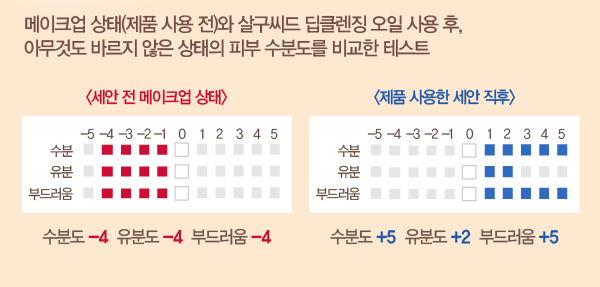 메이크업 상태(제품 사용 전)와 살구씨드 딥클렌징 오일 사용 후,
아무것도 바르지 않은 상태의 피부 수분도를 비교한 테스트
<세안 전 메이크업 상태>
–5 –4 –3 –2 –1 0 1 2 3 4 5
수분
유분
부드러움
수분도 –4 유분도 –4 부드러움 –4
<제품 사용한 세안 직후>
–5 –4 –3 –2 –1 0 1 2 3 4 5
수분
유분
부드러움
수분도 +5 유분도 +2 부드러움 +5